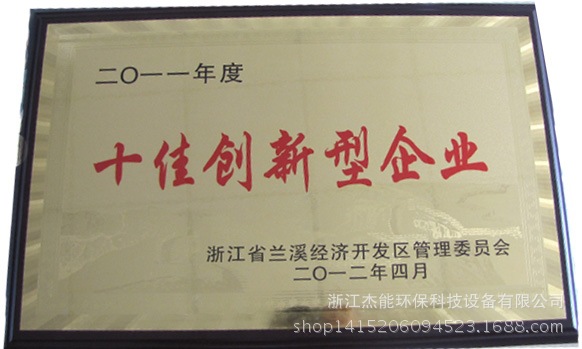 二〇一一年度
十佳创新型企业
浙江省兰溪经济开发区管理委员会
二〇一二年四月
浙江杰能环保科技设备有限公司
shop1415206094523.1688.com